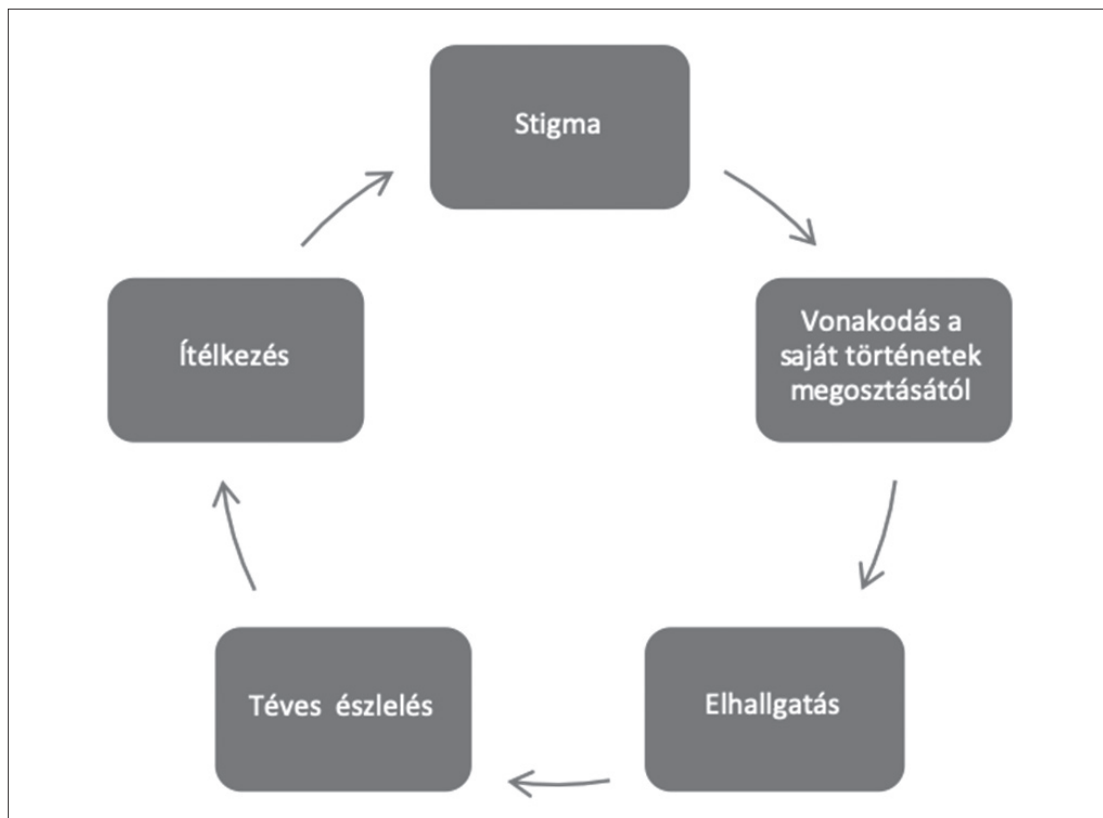 Stigma
Vonakodás a
saját történetek
megosztásától
Elhallgatás
Téves észlelés
Ítélkezés